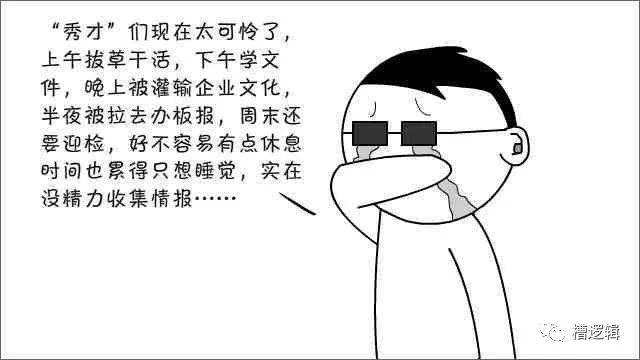 “秀才”们现在太可怜了，
上午拔草干活，下午学文
件，晚上被灌输企业文化，
半夜被拉去办板报，周末还
要迎检，好不容易有点休息
时间也累得只想睡觉，实在
没精力收集情报……
槽逻辑